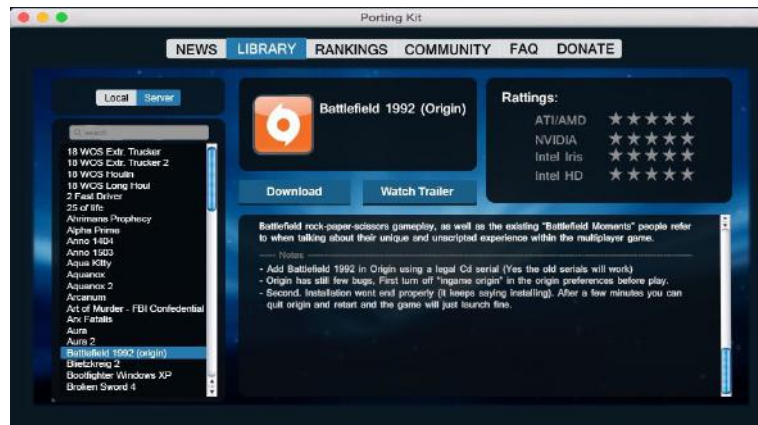 Porting Kit
NEWS LIBRARY RANKINGS COMMUNITY FAQ DONATE
Local Server
search
18 WOS Extr. Trucker
18 WOS Extr. Trucker 2
18 WOS Houlin
18 WOS Long Houl
2 Fast Driver
25 of life
Ahrimans Prophecy
Alpha Prime
Anno 1404
Anno 1503
Aqua Kitty
Aquanox
Aquanox 2
Arcanum
Art of Murder - FBI Confedential
Arx Fatalis
Aura
Aura 2
Battlefield 1992 (origin)
Blietzkreig 2
Bootfighter Windows XP
Broken Sword 4
Battlefield 1992 (Origin)
Download Watch Trailer
Rattings:
ATI/AMD
NVIDIA
Intel Iris
Intel HD
Battlefield rock-paper-scissors gameplay, as well as the existing "Battlefield Moments" people refer
to when talking about their unique and unscripted experience within the multiplayer game.
Notes
- Add Battlefield 1992 in Origin using a legal Cd serial (Yes the old serials will work)
- Origin has still few bugs, First turn off "ingame origin" in the origin preferences before play.
- Second. Installation wont end properly (it keeps saying installing). After a few minutes you can
quit origin and retart and the game will just launch fine.